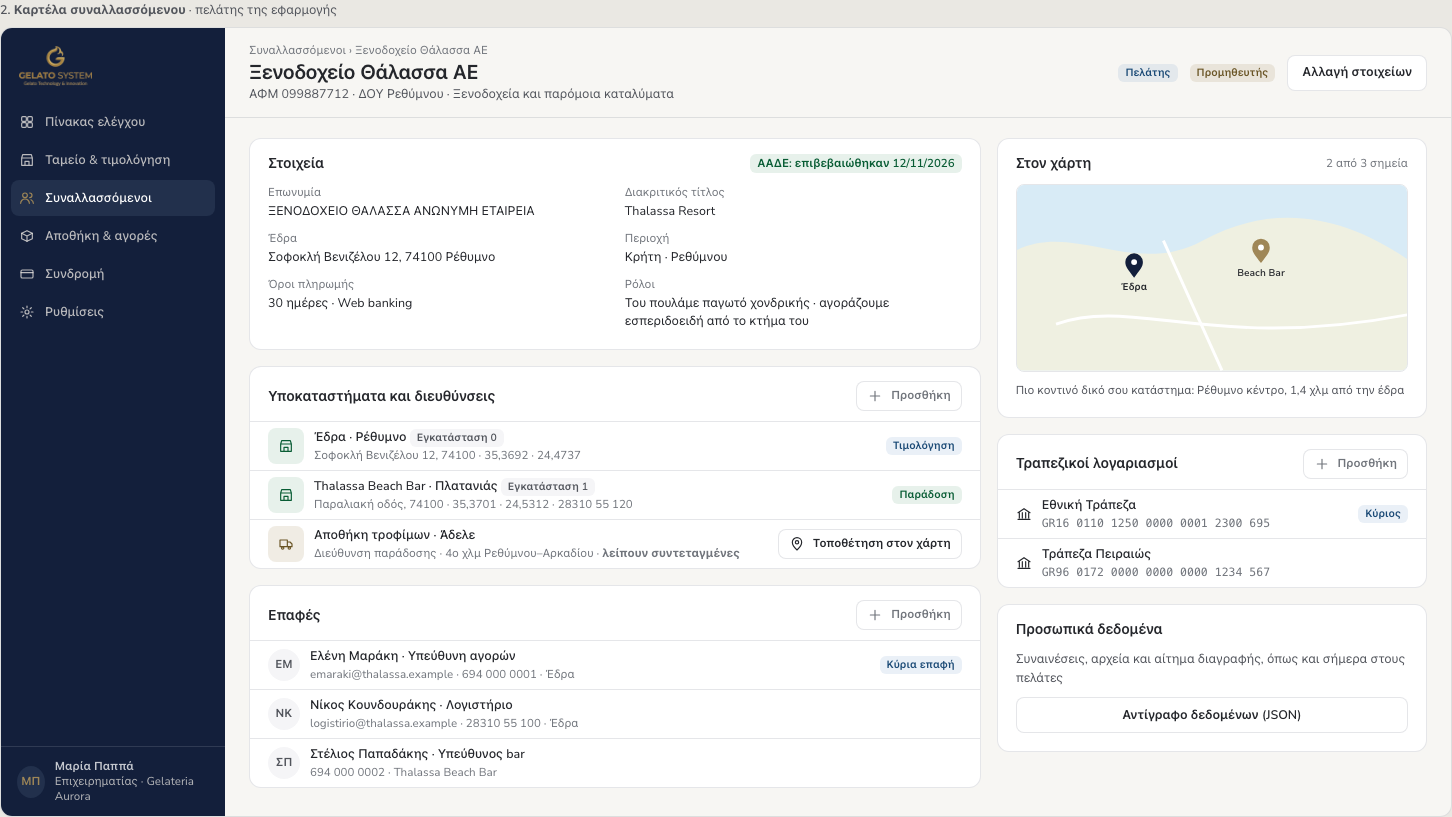 2. Καρτέλα συναλλασσόμενου · πελάτης της εφαρμογής
GELATO SYSTEM
Gelato Technology & Innovation
Πίνακας ελέγχου
Ταμείο & τιμολόγηση
Συναλλασσόμενοι
Αποθήκη & αγορές
Συνδρομή
Ρυθμίσεις
ΜΠ
Μαρία Παππά
Επιχειρηματίας · Gelateria
Aurora
Συναλλασσόμενοι › Ξενοδοχείο Θάλασσα ΑΕ
Ξενοδοχείο Θάλασσα ΑΕ
ΑΦΜ 099887712 · ΔΟΥ Ρεθύμνου · Ξενοδοχεία και παρόμοια καταλύματα
Πελάτης
Προμηθευτής
Αλλαγή στοιχείων
Στοιχεία
ΑΑΔΕ: επιβεβαιώθηκαν 12/11/2026
Επωνυμία
ΞΕΝΟΔΟΧΕΙΟ ΘΑΛΑΣΣΑ ΑΝΩΝΥΜΗ ΕΤΑΙΡΕΙΑ
Διακριτικός τίτλος
Thalassa Resort
Έδρα
Σοφοκλή Βενιζέλου 12, 74100 Ρέθυμνο
Περιοχή
Κρήτη · Ρεθύμνου
Όροι πληρωμής
30 ημέρες · Web banking
Ρόλοι
Του πουλάμε παγωτό χονδρικής · αγοράζουμε
εσπεριδοειδή από το κτήμα του
Υποκαταστήματα και διευθύνσεις
Προσθήκη
Έδρα · Ρέθυμνο Εγκατάσταση 0
Σοφοκλή Βενιζέλου 12, 74100 · 35,3692 · 24,4737
Τιμολόγηση
Thalassa Beach Bar · Πλατανιάς Εγκατάσταση 1
Παραλιακή οδός, 74100 · 35,3701 · 24,5312 · 28310 55 120
Παράδοση
Αποθήκη τροφίμων · Άδελε
Διεύθυνση παράδοσης · 4ο χλμ Ρεθύμνου–Αρκαδίου · λείπουν συντεταγμένες
Τοποθέτηση στον χάρτη
Επαφές
Προσθήκη
ΕΜ
Ελένη Μαράκη · Υπεύθυνη αγορών
emaraki@thalassa.example · 694 000 0001 · Έδρα
Κύρια επαφή
ΝΚ
Νίκος Κουνδουράκης · Λογιστήριο
logistirio@thalassa.example · 28310 55 100 · Έδρα
ΣΠ
Στέλιος Παπαδάκης · Υπεύθυνος bar
694 000 0002 · Thalassa Beach Bar
Στον χάρτη
2 από 3 σημεία
Έδρα
Beach Bar
Πιο κοντινό δικό σου κατάστημα: Ρέθυμνο κέντρο, 1,4 χλμ από την έδρα
Τραπεζικοί λογαριασμοί
Προσθήκη
Εθνική Τράπεζα
GR16 0110 1250 0000 0001 2300 695
Κύριος
Τράπεζα Πειραιώς
GR96 0172 0000 0000 0000 1234 567
Προσωπικά δεδομένα
Συναινέσεις, αρχεία και αίτημα διαγραφής, όπως και σήμερα στους
πελάτες
Αντίγραφο δεδομένων (JSON)